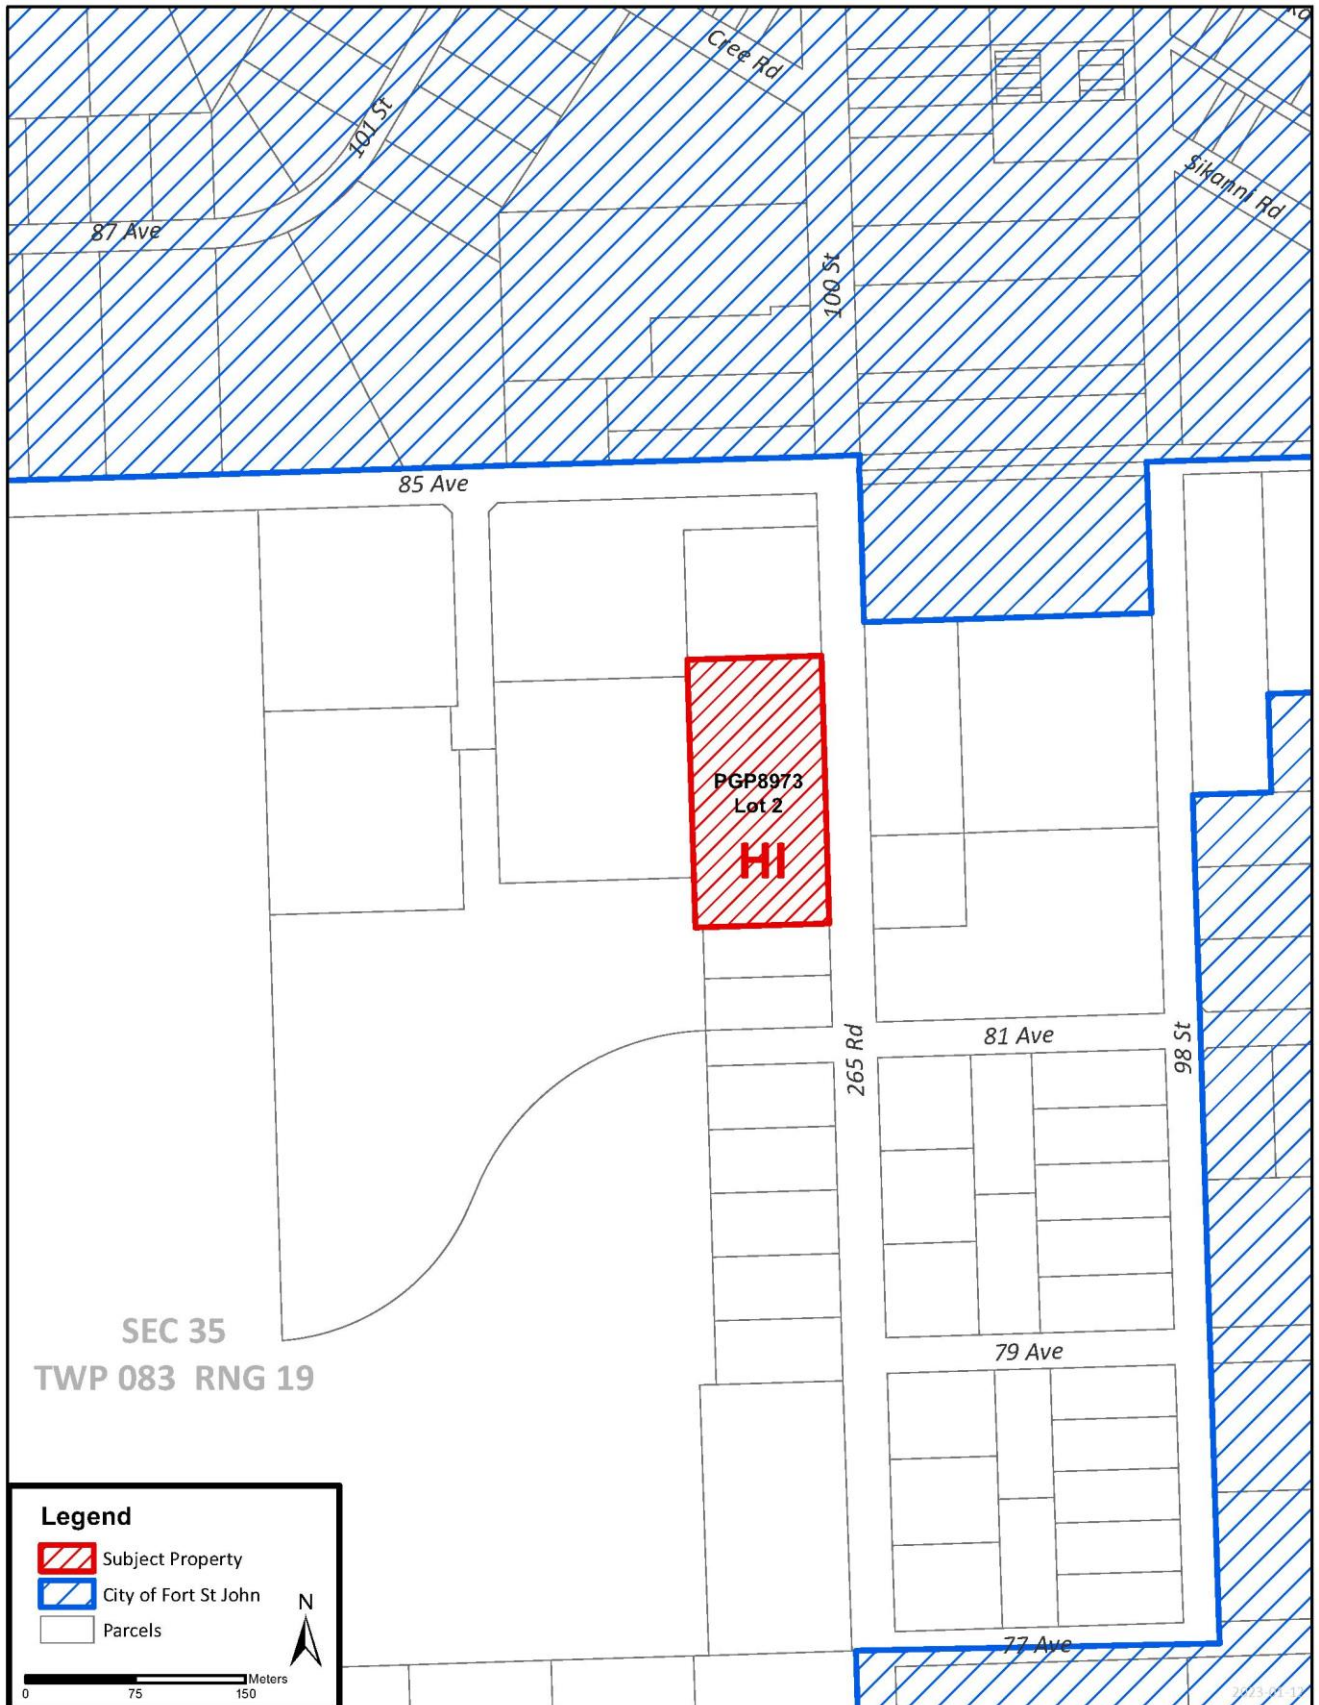 Cree Rd
101 St
Sikanni Rd
87 Ave
100 St
85 Ave
PGP8973
Lot 2
HI
265 Rd
81 Ave
98 St
SEC 35
TWP 083 RNG 19
79 Ave
77 Ave
Legend
Subject Property
City of Fort St John
Parcels
N
Meters
0 75 150